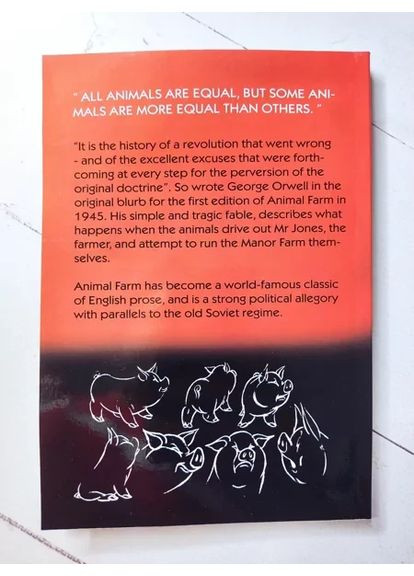 " ALL ANIMALS ARE EQUAL, BUT SOME ANI-
MALS ARE MORE EQUAL THAN OTHERS. "
"It is the history of a revolution that went wrong
- and of the excellent excuses that were forth-
coming at every step for the perversion of the
original doctrine". So wrote George Orwell in the
original blurb for the first edition of Animal Farm in
1945. His simple and tragic fable, describes what
happens when the animals drive out Mr Jones, the
farmer, and attempt to run the Manor Farm them-
selves.
Animal Farm has become a world-famous classic
of English prose, and is a strong political allegory
with parallels to the old Soviet regime.